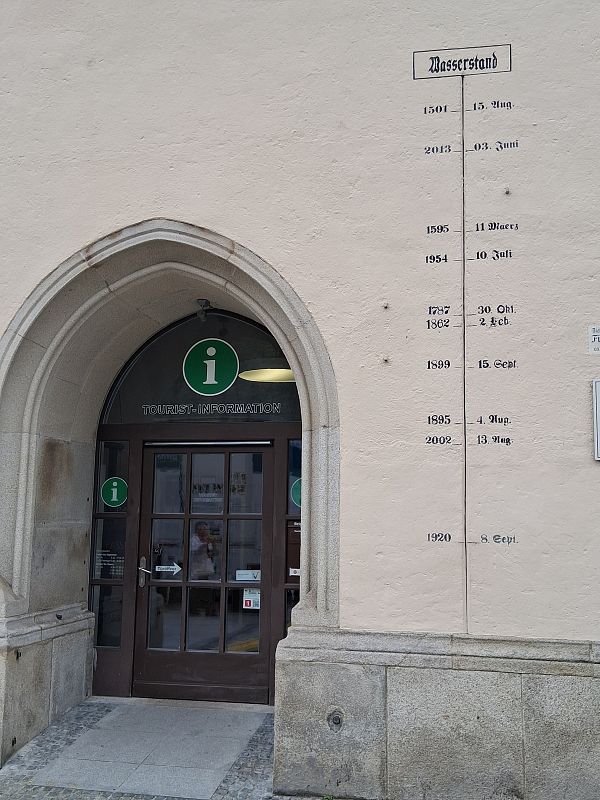 Wasserstand
1501 15. Aug.
2013 03. Juni
1595 11 Maerz
1954 10 Juli
1787 30. Okt.
1862 2. Feb.
1899 15. Sept.
1895 4. Aug.
2002 13. Aug.
1920 8. Sept.
i
TOURIST-INFORMATION
i